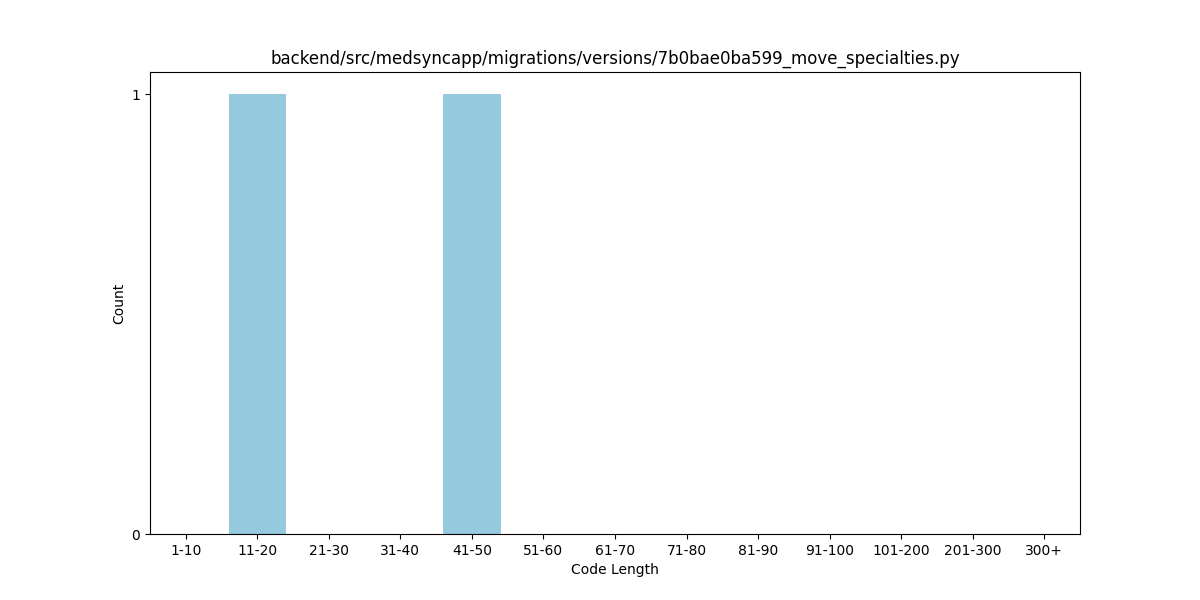 backend/src/medsyncapp/migrations/versions/7b0bae0ba599_move_specialties.py
1
Count
0
1-10 11-20 21-30 31-40 41-50 51-60 61-70 71-80 81-90 91-100 101-200 201-300 300+
Code Length